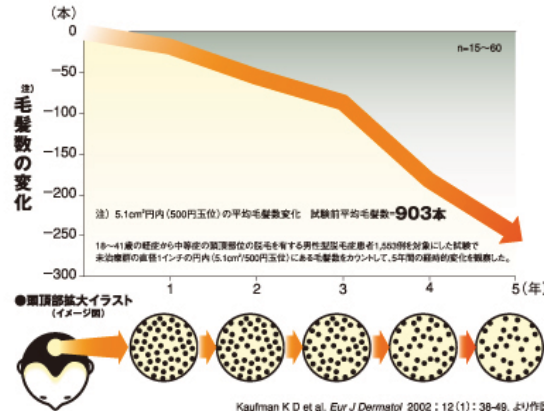 (本)
n=15～60
0
−50
−100
−150
−200
−250
−300
注)
毛髪数の変化
注) 5.1cm²円内(500円玉位)の平均毛髪数変化 試験前平均毛髪数=903本
18～41歳の軽症から中等症の頭頂部位の脱毛を有する男性型脱毛症患者1,553例を対象にした試験で
未治療群の直径1インチの円内(5.1cm²/500円玉位)にある毛髪数をカウントして、5年間の経時的変化を観察した。
1 2 3 4 5(年)
●頭頂部拡大イラスト
(イメージ図)
Kaufman K D et al. Eur J Dermatol 2002；12(1)：38-49. より作図